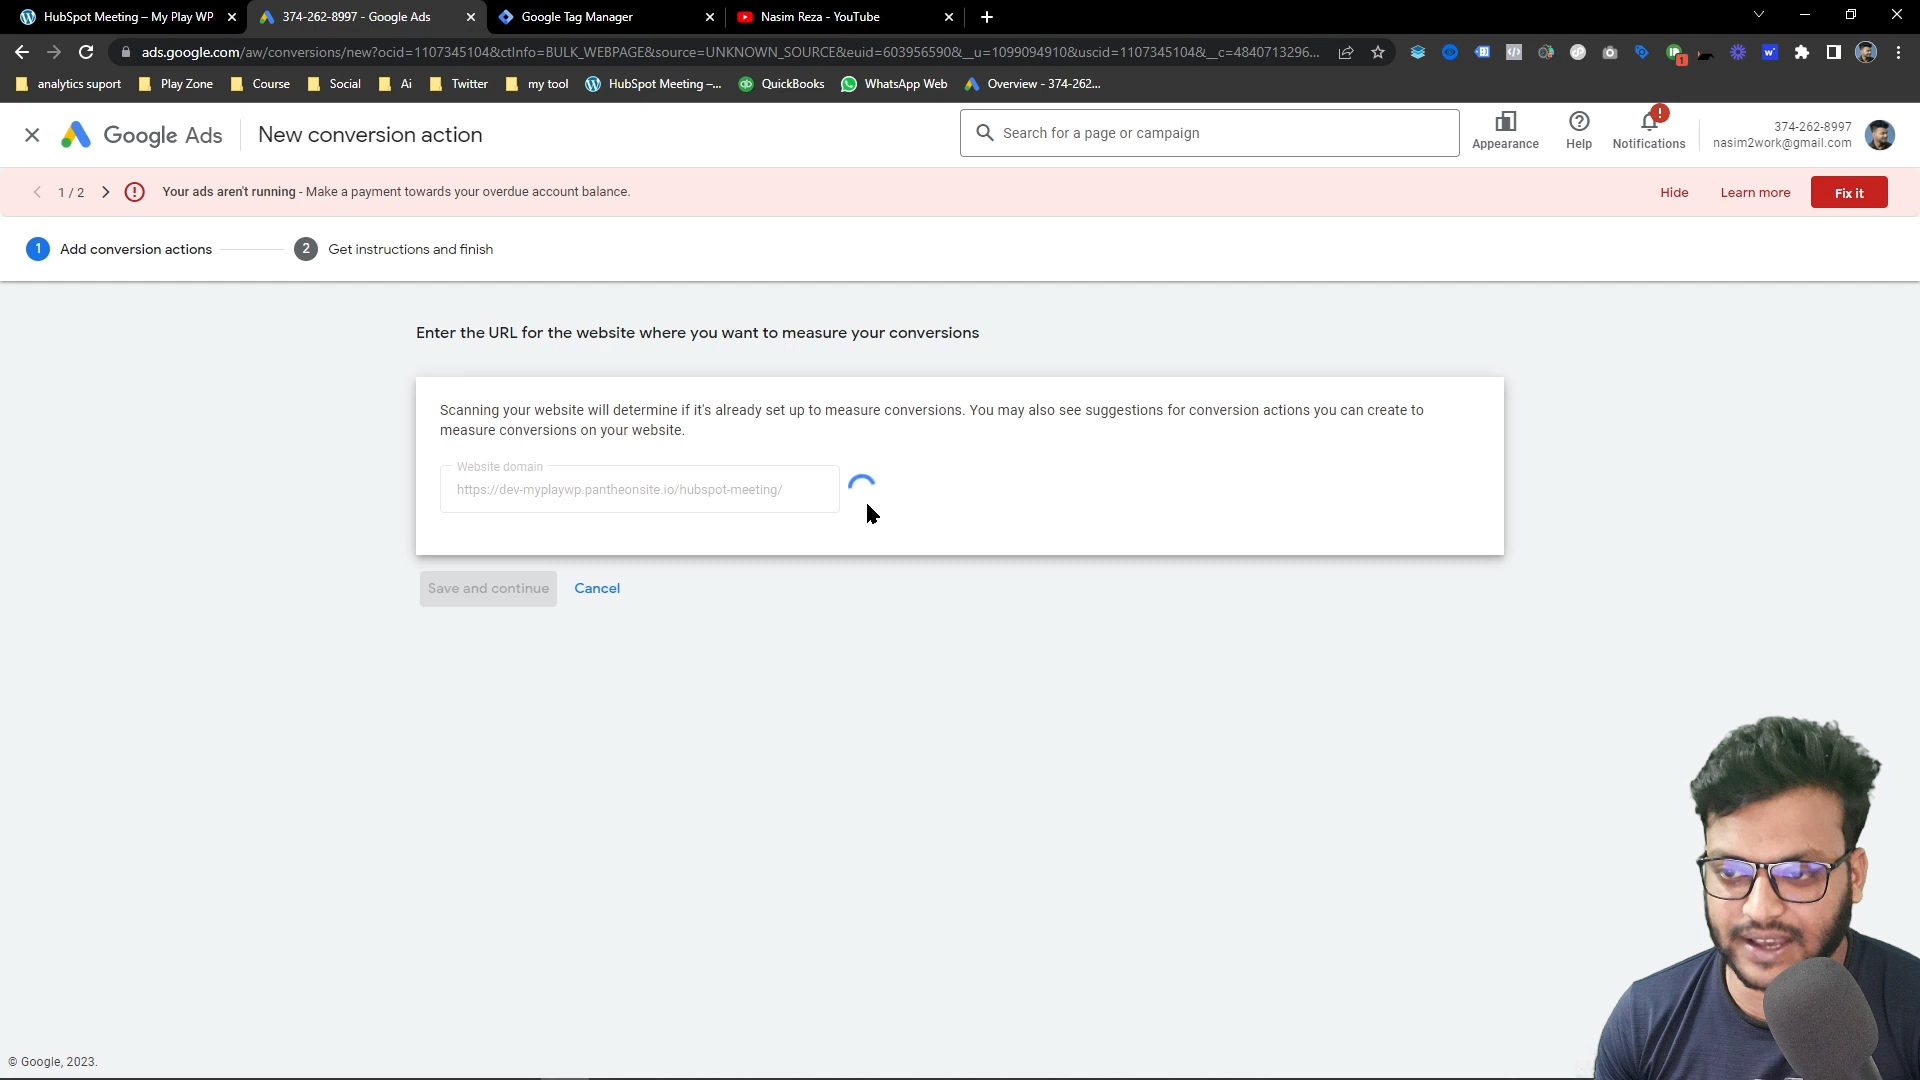 HubSpot Meeting – My Play WP
374-262-8997 - Google Ads
Google Tag Manager
Nasim Reza - YouTube
ads.google.com/aw/conversions/new?ocid=1107345104&ctInfo=BULK_WEBPAGE&source=UNKNOWN_SOURCE&euid=603956590&__u=1099094910&uscid=1107345104&__c=4840713296...
analytics suport
Play Zone
Course
Social
Ai
Twitter
my tool
HubSpot Meeting –...
QuickBooks
WhatsApp Web
Overview - 374-262...
Google Ads
New conversion action
Search for a page or campaign
Appearance
Help
Notifications
374-262-8997
nasim2work@gmail.com
1 / 2
Your ads aren't running - Make a payment towards your overdue account balance.
Hide
Learn more
Fix it
1 Add conversion actions
2 Get instructions and finish
Enter the URL for the website where you want to measure your conversions
Scanning your website will determine if it's already set up to measure conversions. You may also see suggestions for conversion actions you can create to
measure conversions on your website.
Website domain
https://dev-myplaywp.pantheonsite.io/hubspot-meeting/
Save and continue
Cancel
© Google, 2023.